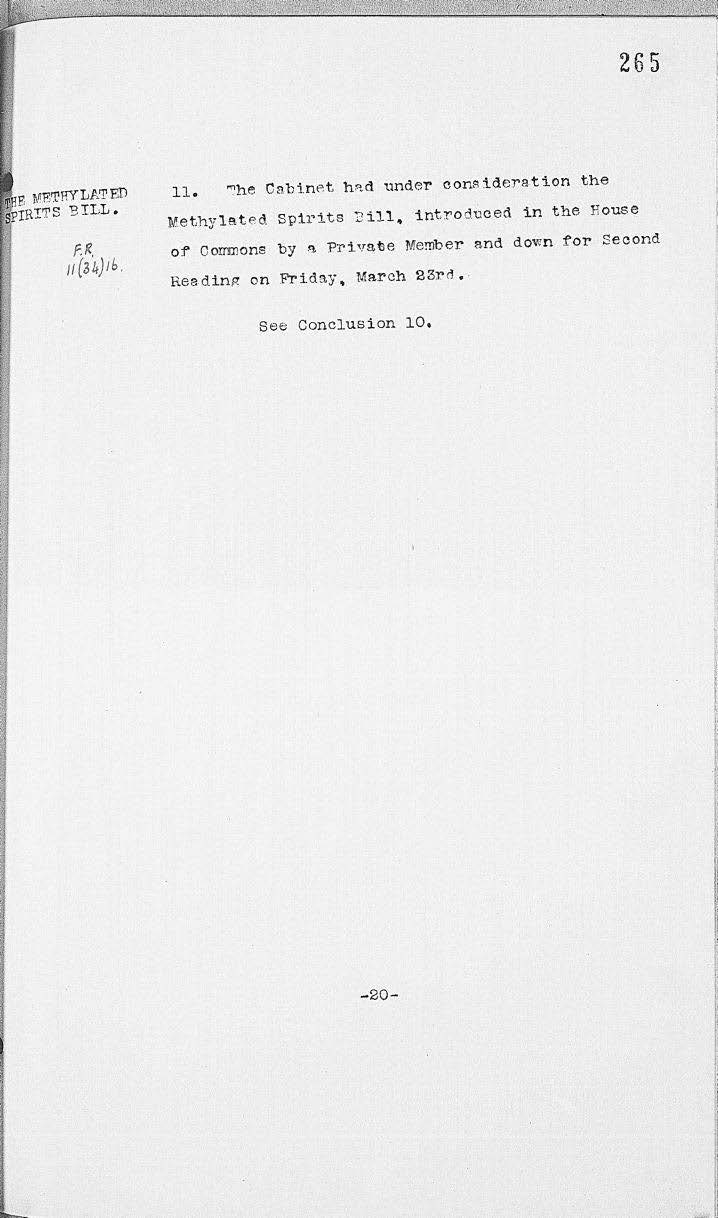 265
THE METHYLATED
SPIRITS BILL.
F.R.
11(34)16.
11. The Cabinet had under consideration the
Methylated Spirits Bill, introduced in the House
of Commons by a Private Member and down for Second
Reading on Friday, March 23rd.
See Conclusion 10.
-20-